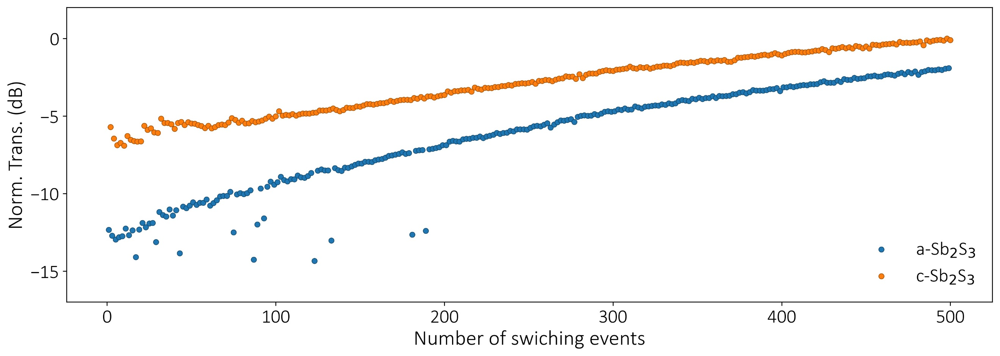 Norm. Trans. (dB)
0
−5
−10
−15
a-Sb₂S₃
c-Sb₂S₃
0 100 200 300 400 500
Number of swiching events